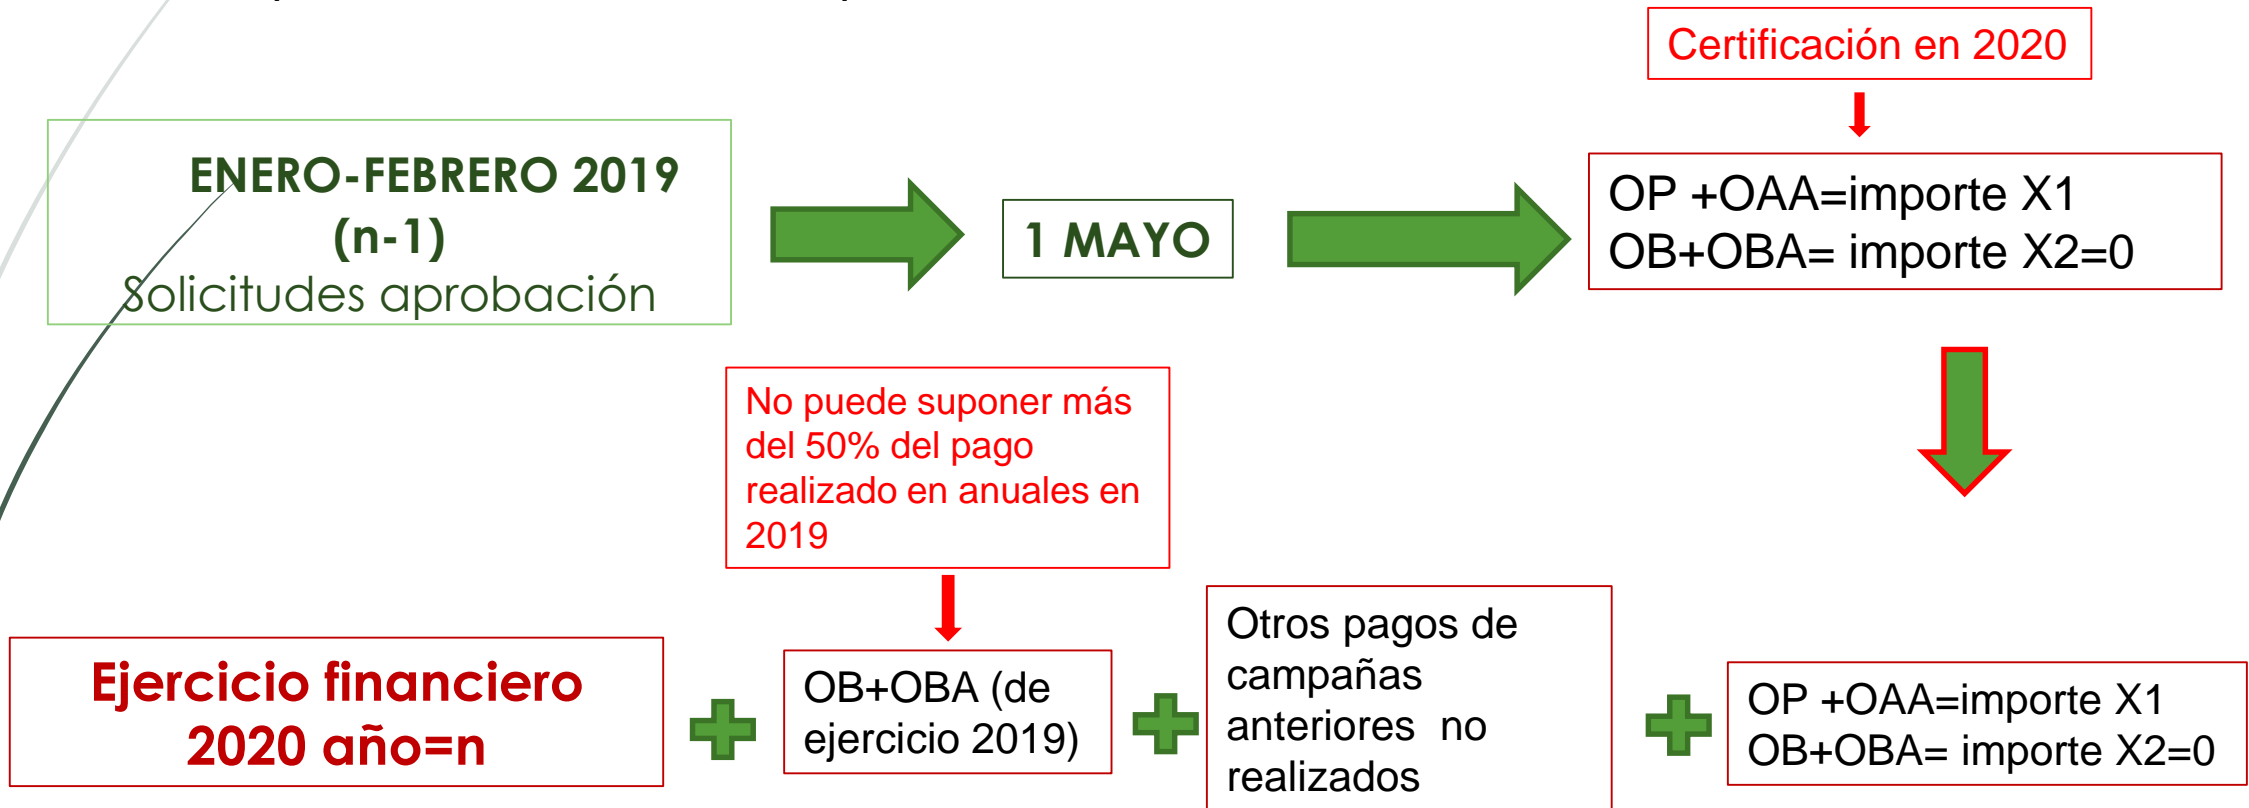 Certificación en 2020
ENERO-FEBRERO 2019
(n-1)
Solicitudes aprobación
1 MAYO
OP +OAA=importe X1
OB+OBA= importe X2=0
No puede suponer más
del 50% del pago
realizado en anuales en
2019
Ejercicio financiero
2020 año=n
OB+OBA (de
ejercicio 2019)
Otros pagos de
campañas
anteriores no
realizados
OP +OAA=importe X1
OB+OBA= importe X2=0